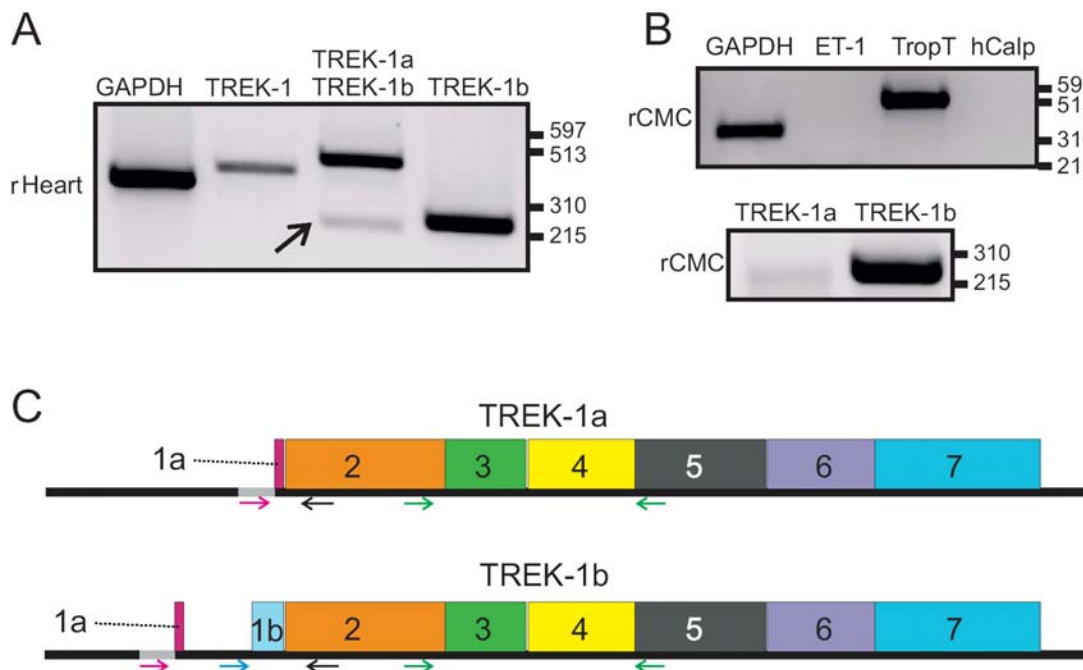 A
TREK-1a
GAPDH TREK-1 TREK-1b TREK-1b
rHeart
597
513
310
215
B
GAPDH ET-1 TropT hCalp
rCMC
59
51
310
21
TREK-1a TREK-1b
rCMC
310
215
C
TREK-1a
1a
2 3 4 5 6 7
TREK-1b
1a
1b 2 3 4 5 6 7